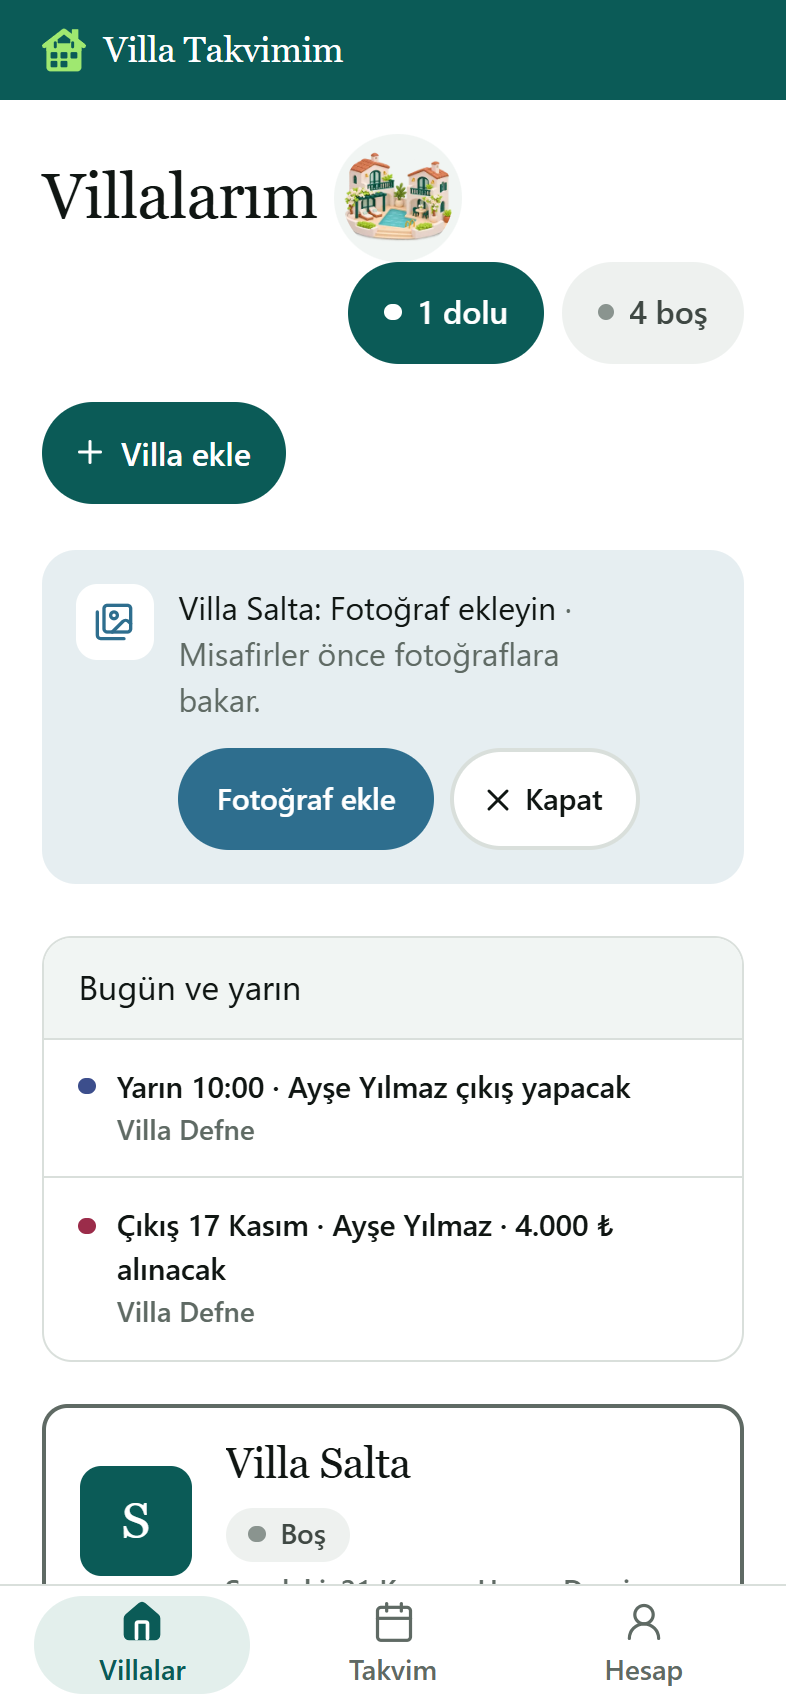 Villa Takvimim
Villalarım
1 dolu
4 boş
+ Villa ekle
Villa Salta: Fotoğraf ekleyin ·
Misafirler önce fotoğraflara
bakar.
Fotoğraf ekle
Kapat
Bugün ve yarın
Yarın 10:00 · Ayşe Yılmaz çıkış yapacak
Villa Defne
Çıkış 17 Kasım · Ayşe Yılmaz · 4.000 ₺
alınacak
Villa Defne
Villa Salta
S
Boş
Villalar
Takvim
Hesap